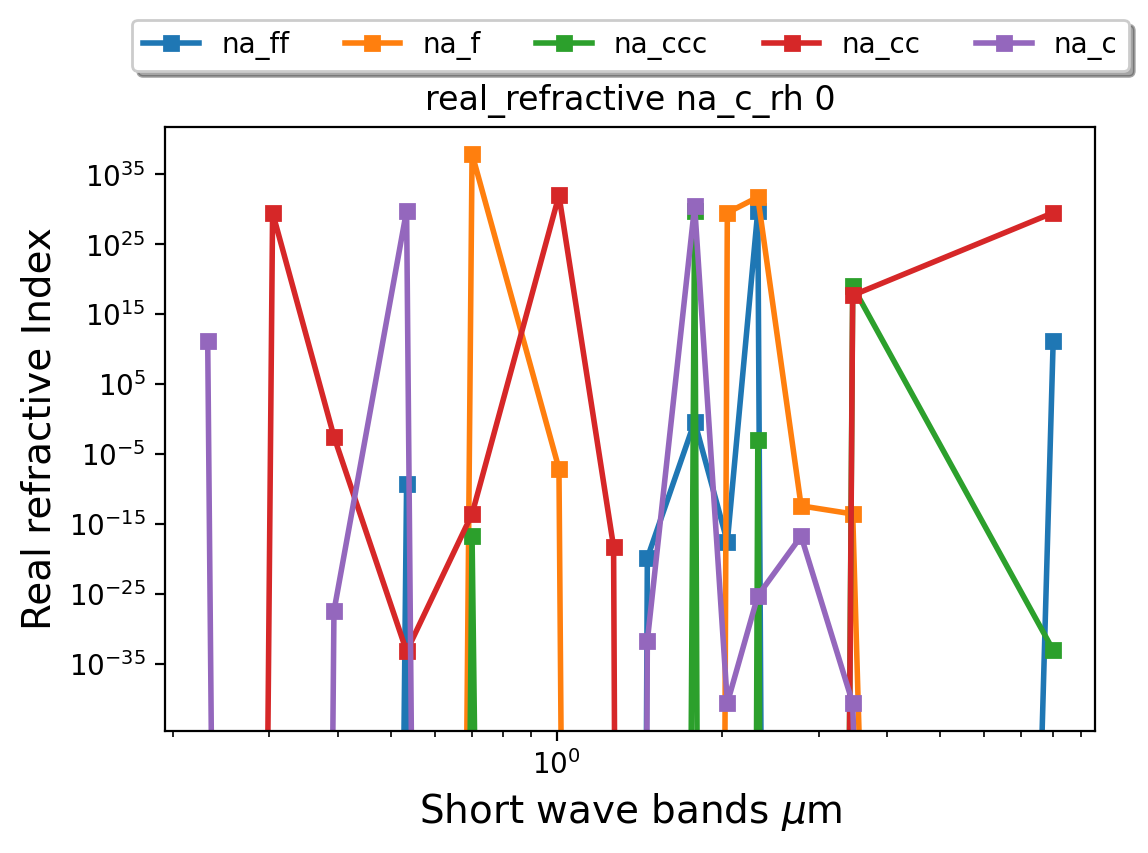 na_ff na_f na_ccc na_cc na_c
real_refractive na_c_rh 0
Real refractive Index
10^35
10^25
10^15
10^5
10^-5
10^-15
10^-25
10^-35
10^0
Short wave bands μm